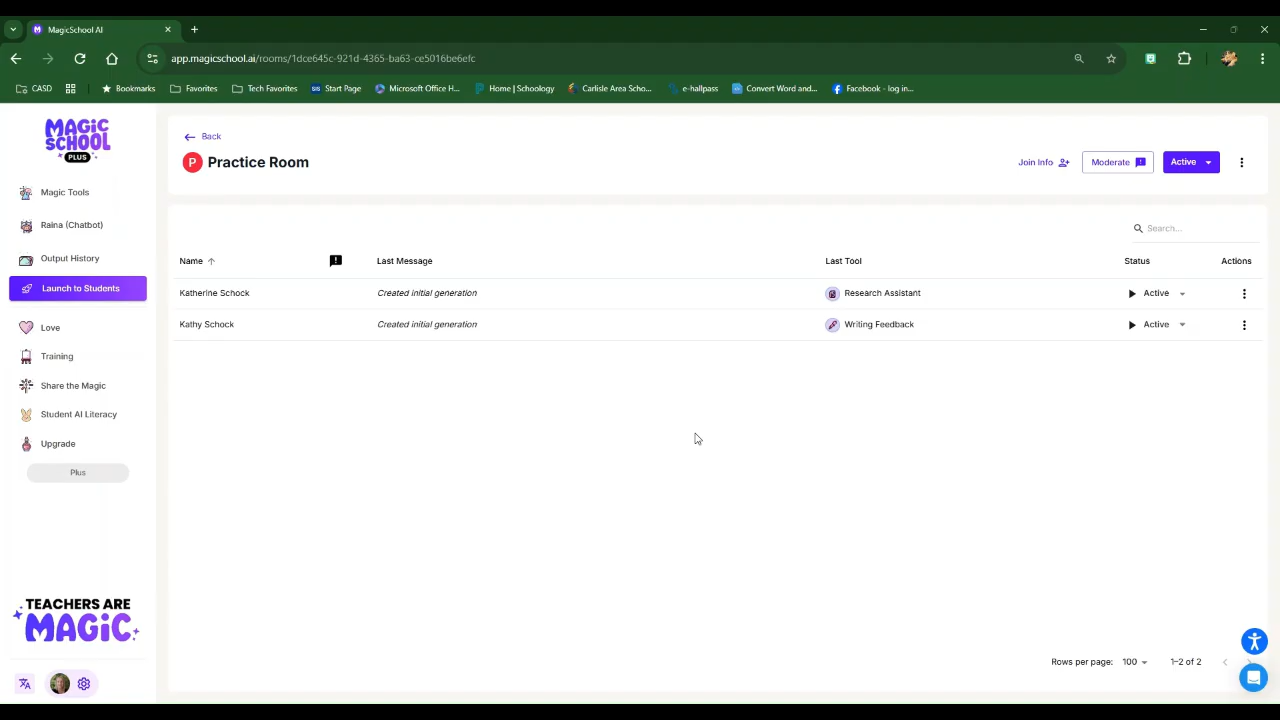 MagicSchool AI
app.magicschool.ai/rooms/1dce645c-921d-4365-ba63-ce5016be6efc
CASD Bookmarks Favorites Tech Favorites SIS Start Page Microsoft Office H... Home | Schoology Carlisle Area Scho... e-hallpass Convert Word and... Facebook - log in...
MAGIC
SCHOOL
PLUS
Magic Tools
Raina (Chatbot)
Output History
Launch to Students
Love
Training
Share the Magic
Student AI Literacy
Upgrade
Plus
TEACHERS ARE
MAGIC
Back
P Practice Room
Join Info
Moderate
Active
Search...
Name Last Message Last Tool Status Actions
Katherine Schock Created initial generation Research Assistant Active
Kathy Schock Created initial generation Writing Feedback Active
Rows per page: 100 1–2 of 2